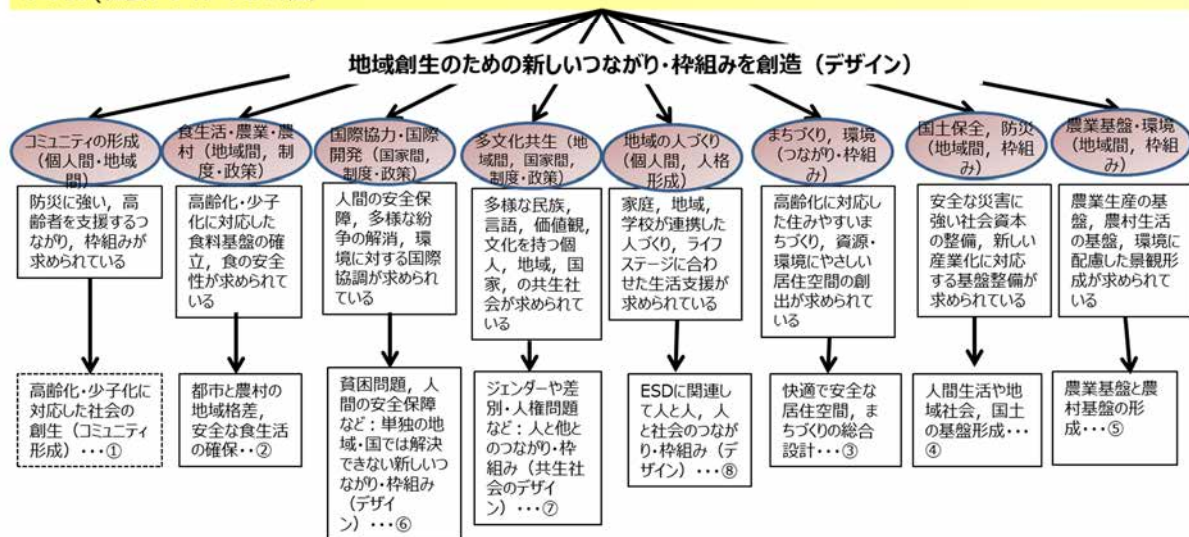 地域創生のための新しいつながり・枠組みを創造（デザイン）
コミュニティの形成
（個人間・地域
間）
食生活・農業・農
村（地域間，制
度・政策）
国際協力・国際
開発（国家間，
制度・政策）
多文化共生（地
域間，国家間，
制度・政策）
地域の人づくり
（個人間，人格
形成）
まちづくり，環境
（つながり・枠組
み）
国土保全，防災
（地域間，枠組
み）
農業基盤・環境
（地域間，枠組
み）
防災に強い，高
齢者を支援するつ
ながり，枠組みが
求められている
高齢化・少子
化に対応した
食料基盤の確
立，食の安全
性が求められて
いる
人間の安全保
障，多様な紛
争の解消，環
境に対する国際
協調が求めら
れている
多様な民族，
言語，価値観，
文化を持つ個
人，地域，国
家，の共生社
会が求められて
いる
家庭，地域，
学校が連携した
人づくり，ライフ
ステージに合わ
せた生活支援が
求められている
高齢化に対応し
た住みやすいま
ちづくり，資源・
環境にやさしい
居住空間の創
出が求められて
いる
安全な災害に
強い社会資本
の整備，新しい
産業化に対応
する基盤整備が
求められている
農業生産の基
盤，農村生活
の基盤，環境に
配慮した景観形
成が求められて
いる
高齢化・少子化に
対応した社会の
創生（コミュニティ
形成）・・・①
都市と農村の
地域格差，
安全な食生活
の確保・・②
貧困問題，人
間の安全保障
など：単独の地
域・国では解決
できない新しいつ
ながり・枠組み
（デザイ
ン）・・・⑥
ジェンダーや差
別・人権問題
など：人と他と
のつながり・枠
組み（共生社
会のデザイ
ン）・・・⑦
ESDに関連し
て人と人，人
と社会のつなが
り・枠組み（デ
ザイン）・・・⑧
快適で安全な
居住空間，ま
ちづくりの総合
設計・・③
人間生活や地
域社会，国土
の基盤形成・・・
④
農業基盤と農
村基盤の形
成・・・⑤